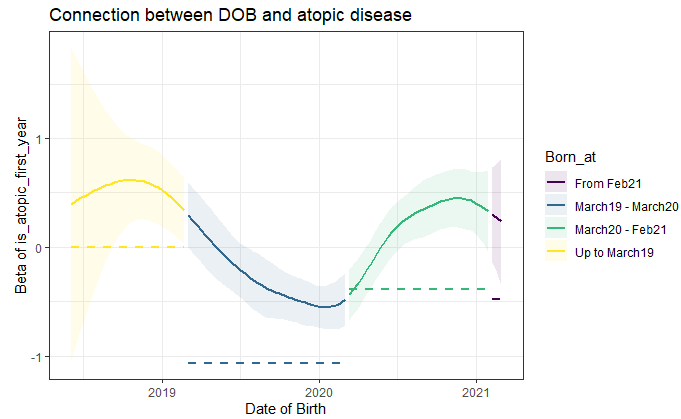 Connection between DOB and atopic disease
Beta of is_atopic_first_year
1
0
-1
2019
2020
2021
Date of Birth
Born_at
From Feb21
March19 - March20
March20 - Feb21
Up to March19